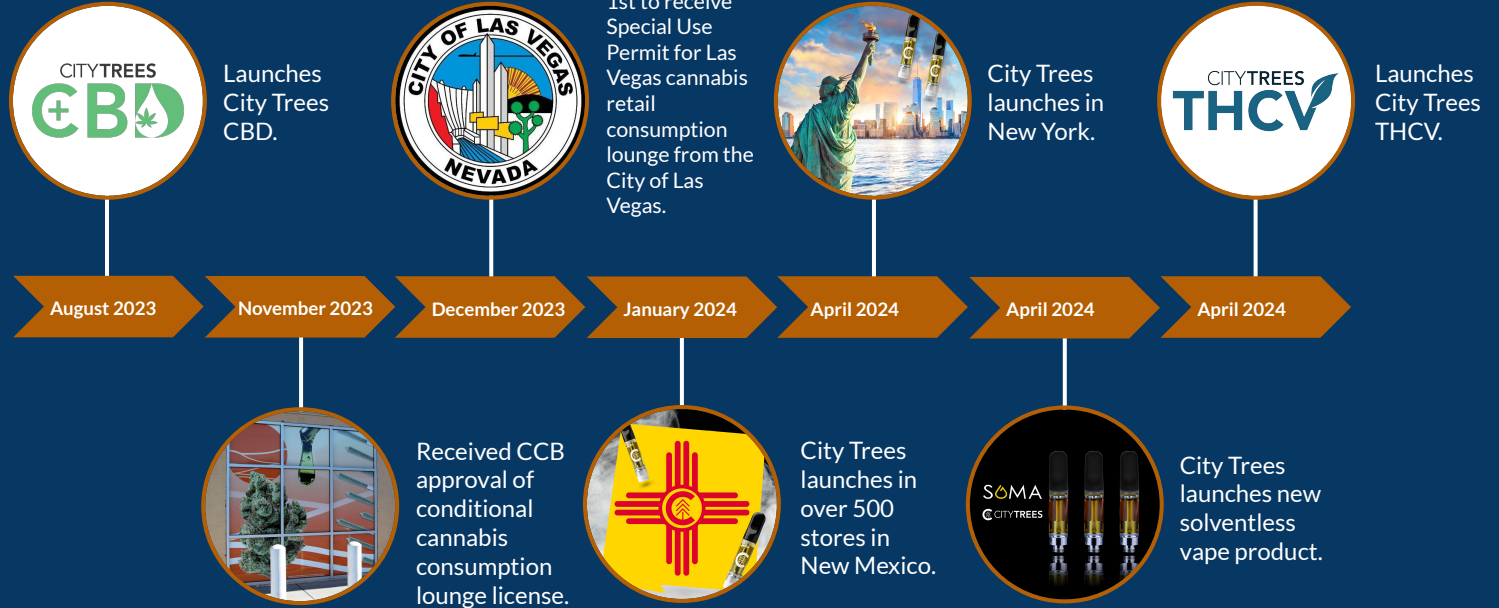 CITYTREES
CBD
Launches
City Trees
CBD.
CITY OF LAS VEGAS
NEVADA
1st to receive
Special Use
Permit for Las
Vegas cannabis
retail
consumption
lounge from the
City of Las
Vegas.
City Trees
launches in
New York.
CITYTREES
THCV
Launches
City Trees
THCV.
August 2023
November 2023
December 2023
January 2024
April 2024
April 2024
April 2024
Received CCB
approval of
conditional
cannabis
consumption
lounge license.
City Trees
launches in
over 500
stores in
New Mexico.
SOMA
CITYTREES
City Trees
launches new
solventless
vape product.